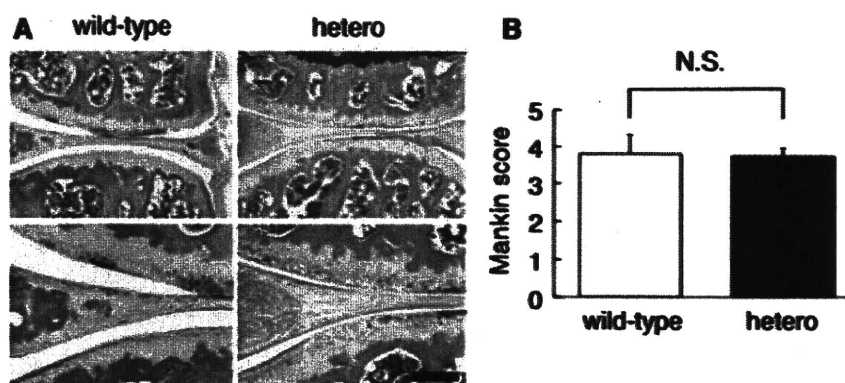 A
wild-type
hetero
B
N.S.
Mankin score
5
4
3
2
1
0
wild-type
hetero